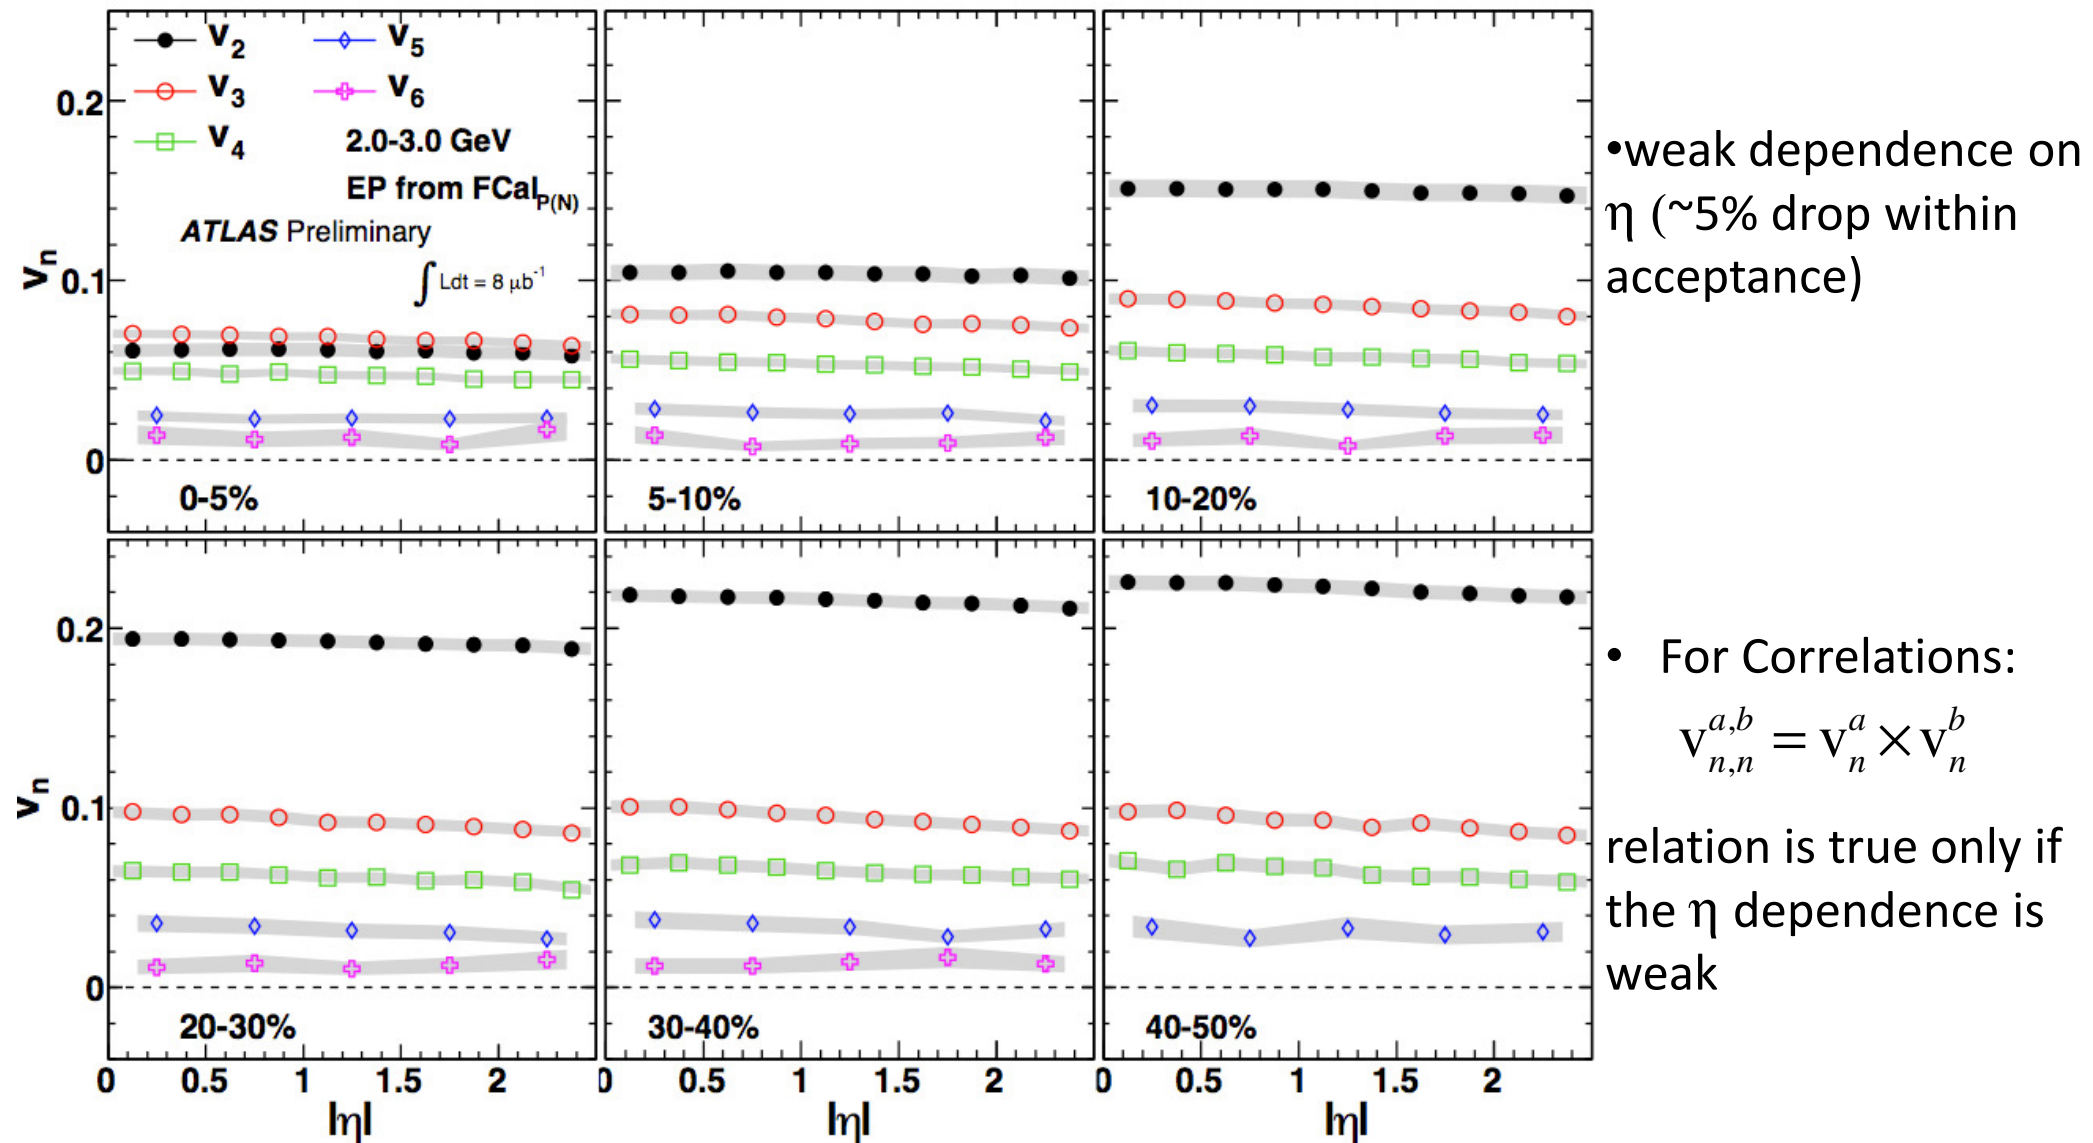 v2 v5
v3 v6
v4 2.0-3.0 GeV
EP from FCalP(N)
ATLAS Preliminary
∫ Ldt = 8 μb-1
vn
0.2
0.1
0
0-5%
5-10%
10-20%
•weak dependence on
η (~5% drop within
acceptance)
vn
0.2
0.1
0
20-30%
30-40%
40-50%
0 0.5 1 1.5 2
0 0.5 1 1.5 2
0 0.5 1 1.5 2
|η|
|η|
|η|
• For Correlations:
v^{a,b}_{n,n} = v^a_n × v^b_n
relation is true only if
the η dependence is
weak